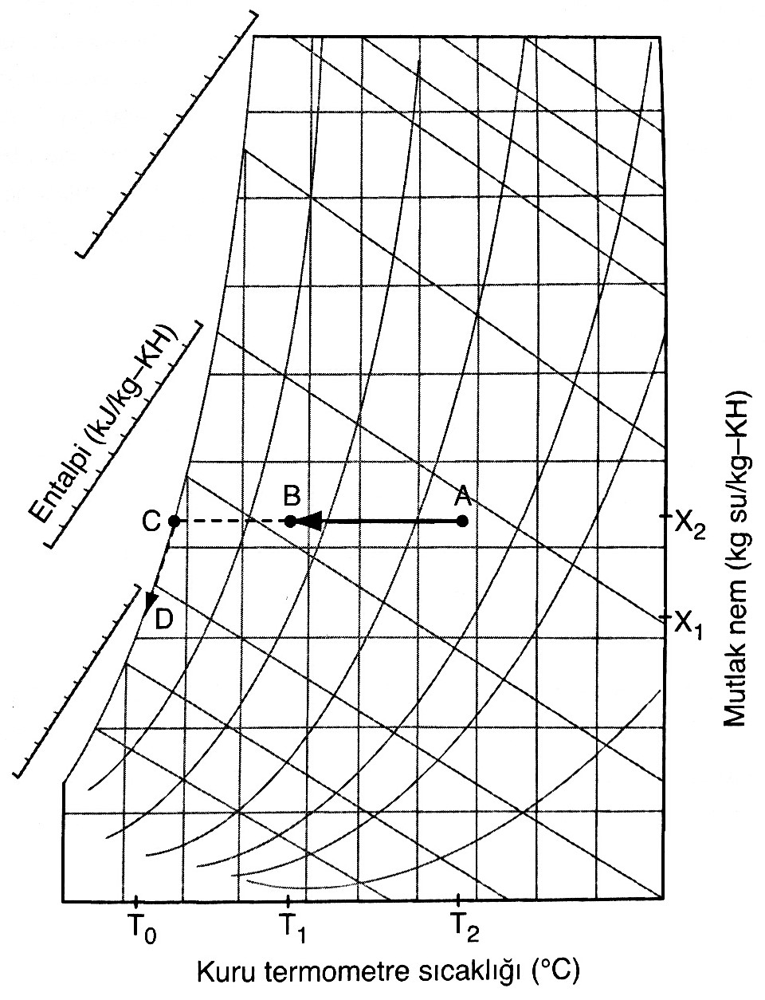 Entalpi (kJ/kg–KH)
B
A
C
X2
D
X1
Mutlak nem (kg su/kg–KH)
T0
T1
T2
Kuru termometre sıcaklığı (°C)